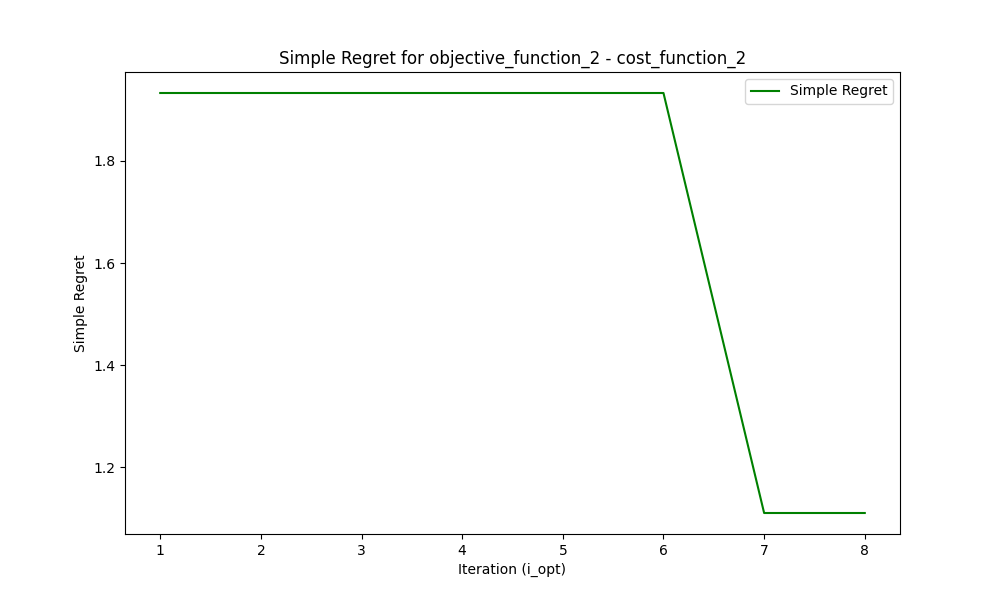 Simple Regret for objective_function_2 - cost_function_2
Simple Regret
1.8
1.6
1.4
1.2
Simple Regret
1 2 3 4 5 6 7 8
Iteration (i_opt)